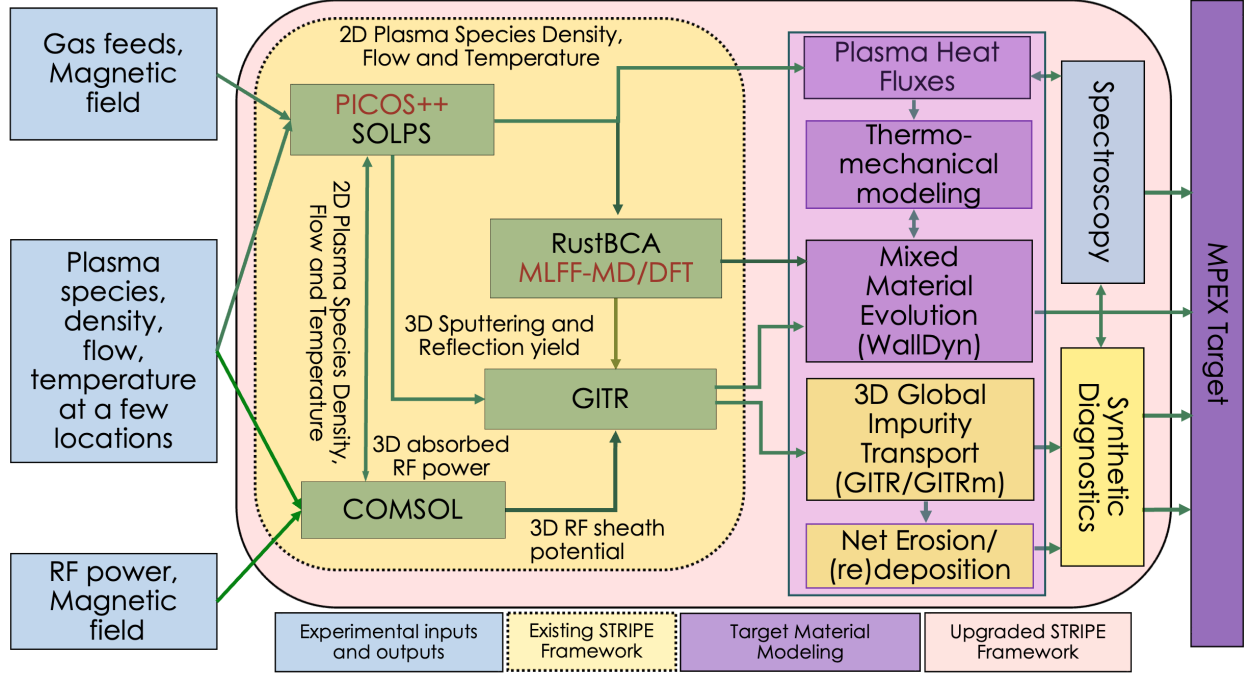 Gas feeds,
Magnetic
field
Plasma
species,
density,
flow,
temperature
at a few
locations
RF power,
Magnetic
field
2D Plasma Species Density,
Flow and Temperature
PICOS++
SOLPS
2D Plasma Species Density,
Flow and Temperature
RustBCA
MLFF-MD/DFT
3D Sputtering and
Reflection yield
GITR
3D absorbed
RF power
COMSOL
3D RF sheath
potential
Plasma Heat
Fluxes
Thermo-
mechanical
modeling
Mixed
Material
Evolution
(WallDyn)
3D Global
Impurity
Transport
(GITR/GITRm)
Net Erosion/
(re)deposition
Spectroscopy
Synthetic
Diagnostics
MPEX Target
Experimental inputs
and outputs
Existing STRIPE
Framework
Target Material
Modeling
Upgraded STRIPE
Framework